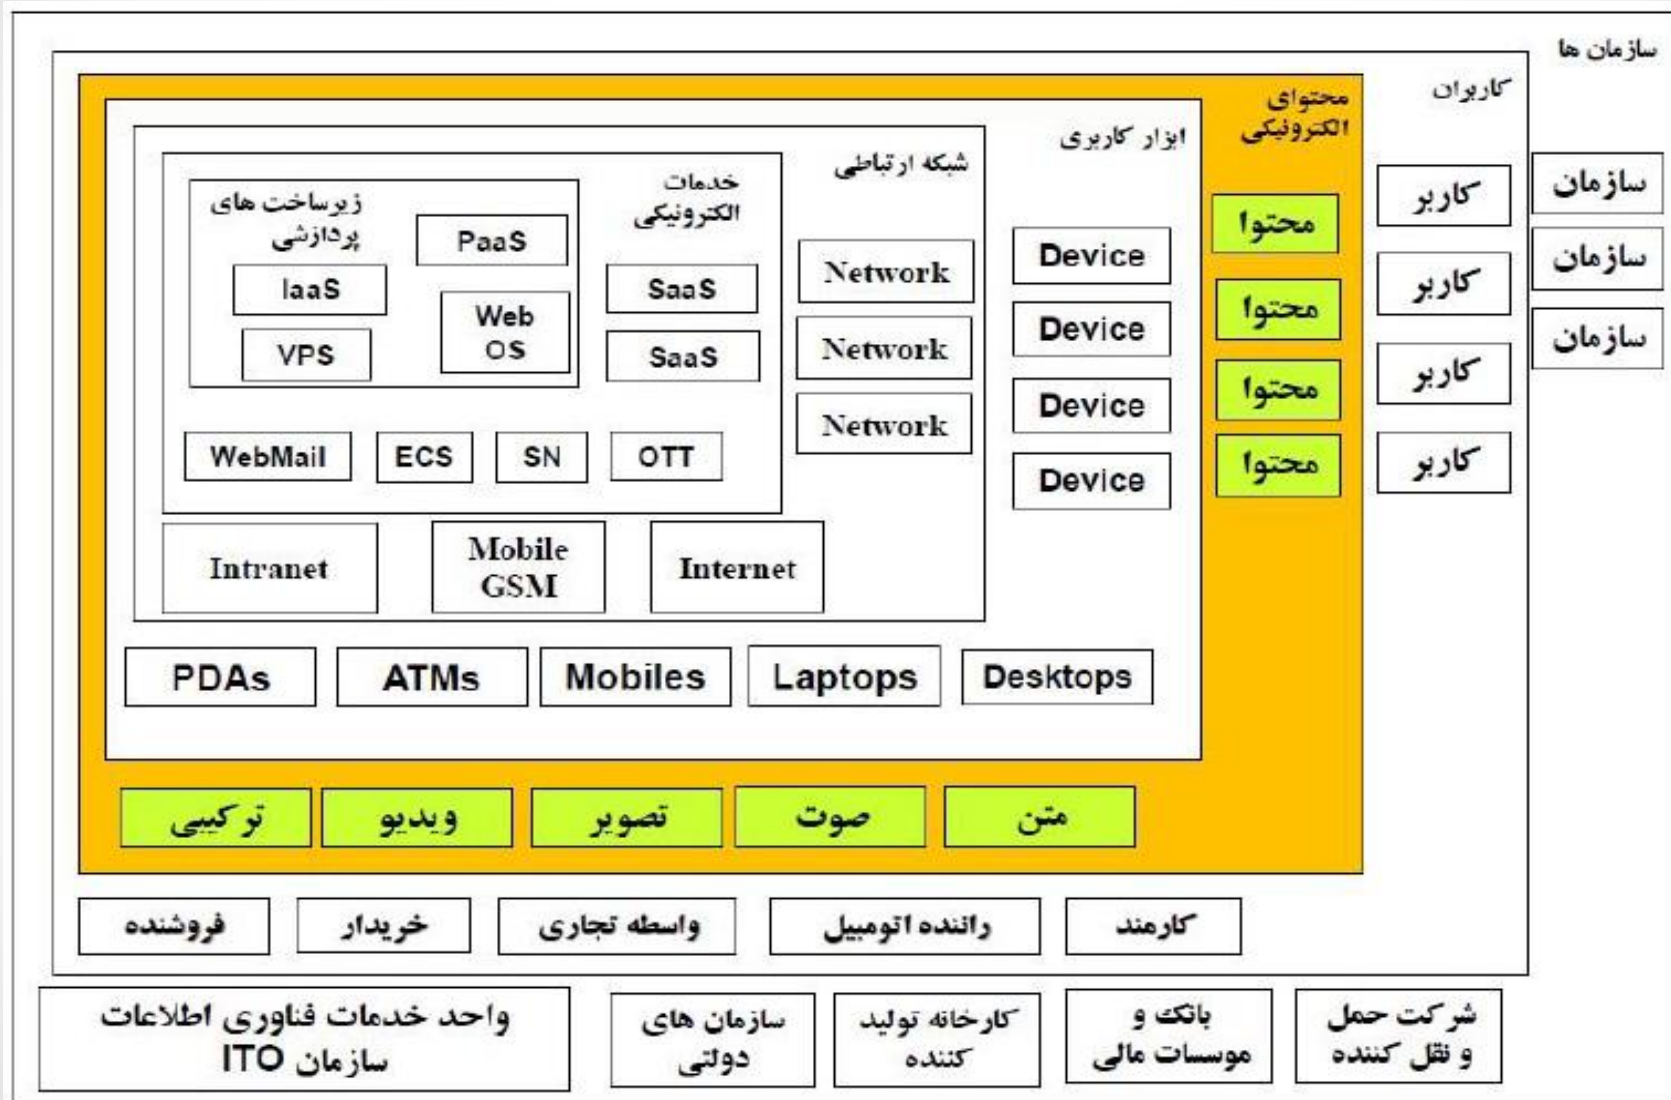 سازمان ها
کاربران
محتوای
الکترونیکی
ابزار کاربری
شبکه ارتباطی
خدمات
الکترونیکی
زیرساخت های
پردازشی
PaaS
IaaS
Web
OS
VPS
SaaS
SaaS
WebMail
ECS
SN
OTT
Network
Network
Network
Intranet
Mobile
GSM
Internet
Device
Device
Device
Device
PDAs
ATMs
Mobiles
Laptops
Desktops
محتوا
محتوا
محتوا
محتوا
متن
صوت
تصویر
ویدیو
ترکیبی
کاربر
کاربر
کاربر
کاربر
کارمند
راننده اتومبیل
واسطه تجاری
خریدار
فروشنده
سازمان
سازمان
سازمان
شرکت حمل
و نقل کننده
بانک و
موسسات مالی
کارخانه تولید
کننده
سازمان های
دولتی
واحد خدمات فناوری اطلاعات
سازمان ITO